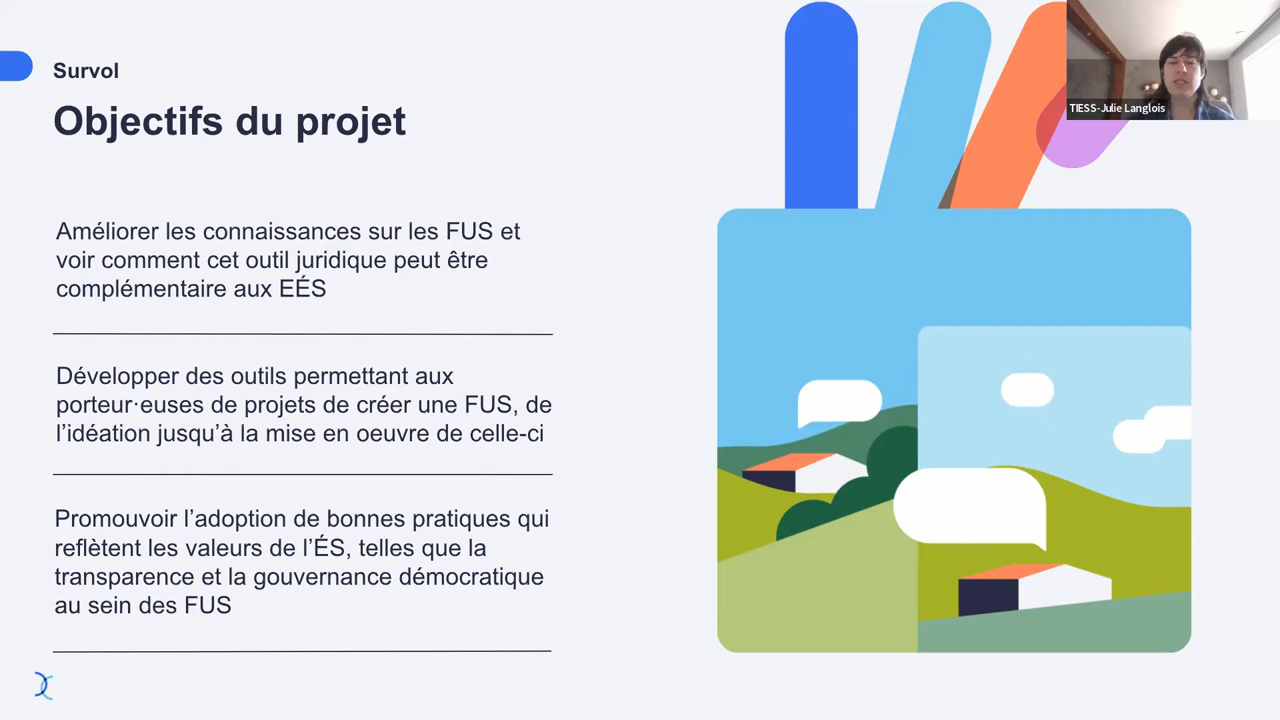 Survol
Objectifs du projet
TIESS-Julie Langlois
Améliorer les connaissances sur les FUS et
voir comment cet outil juridique peut être
complémentaire aux EÉS
Développer des outils permettant aux
porteur·euses de projets de créer une FUS, de
l’idéation jusqu’à la mise en oeuvre de celle-ci
Promouvoir l’adoption de bonnes pratiques qui
reflètent les valeurs de l’ÉS, telles que la
transparence et la gouvernance démocratique
au sein des FUS